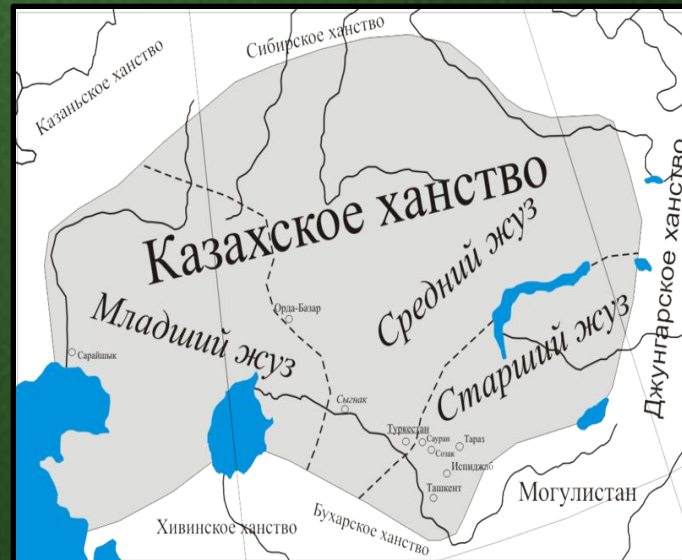 Сибирское ханство
Казаньское ханство
Джунгарское ханство
Казахское ханство
Средний жуз
Младший жуз
Старший жуз
Орда-Базар
Сарайшык
Сыгнак
Туркестан
Сауран
Тараз
Созак
Испиджаб
Ташкент
Могулистан
Хивинское ханство
Бухарское ханство